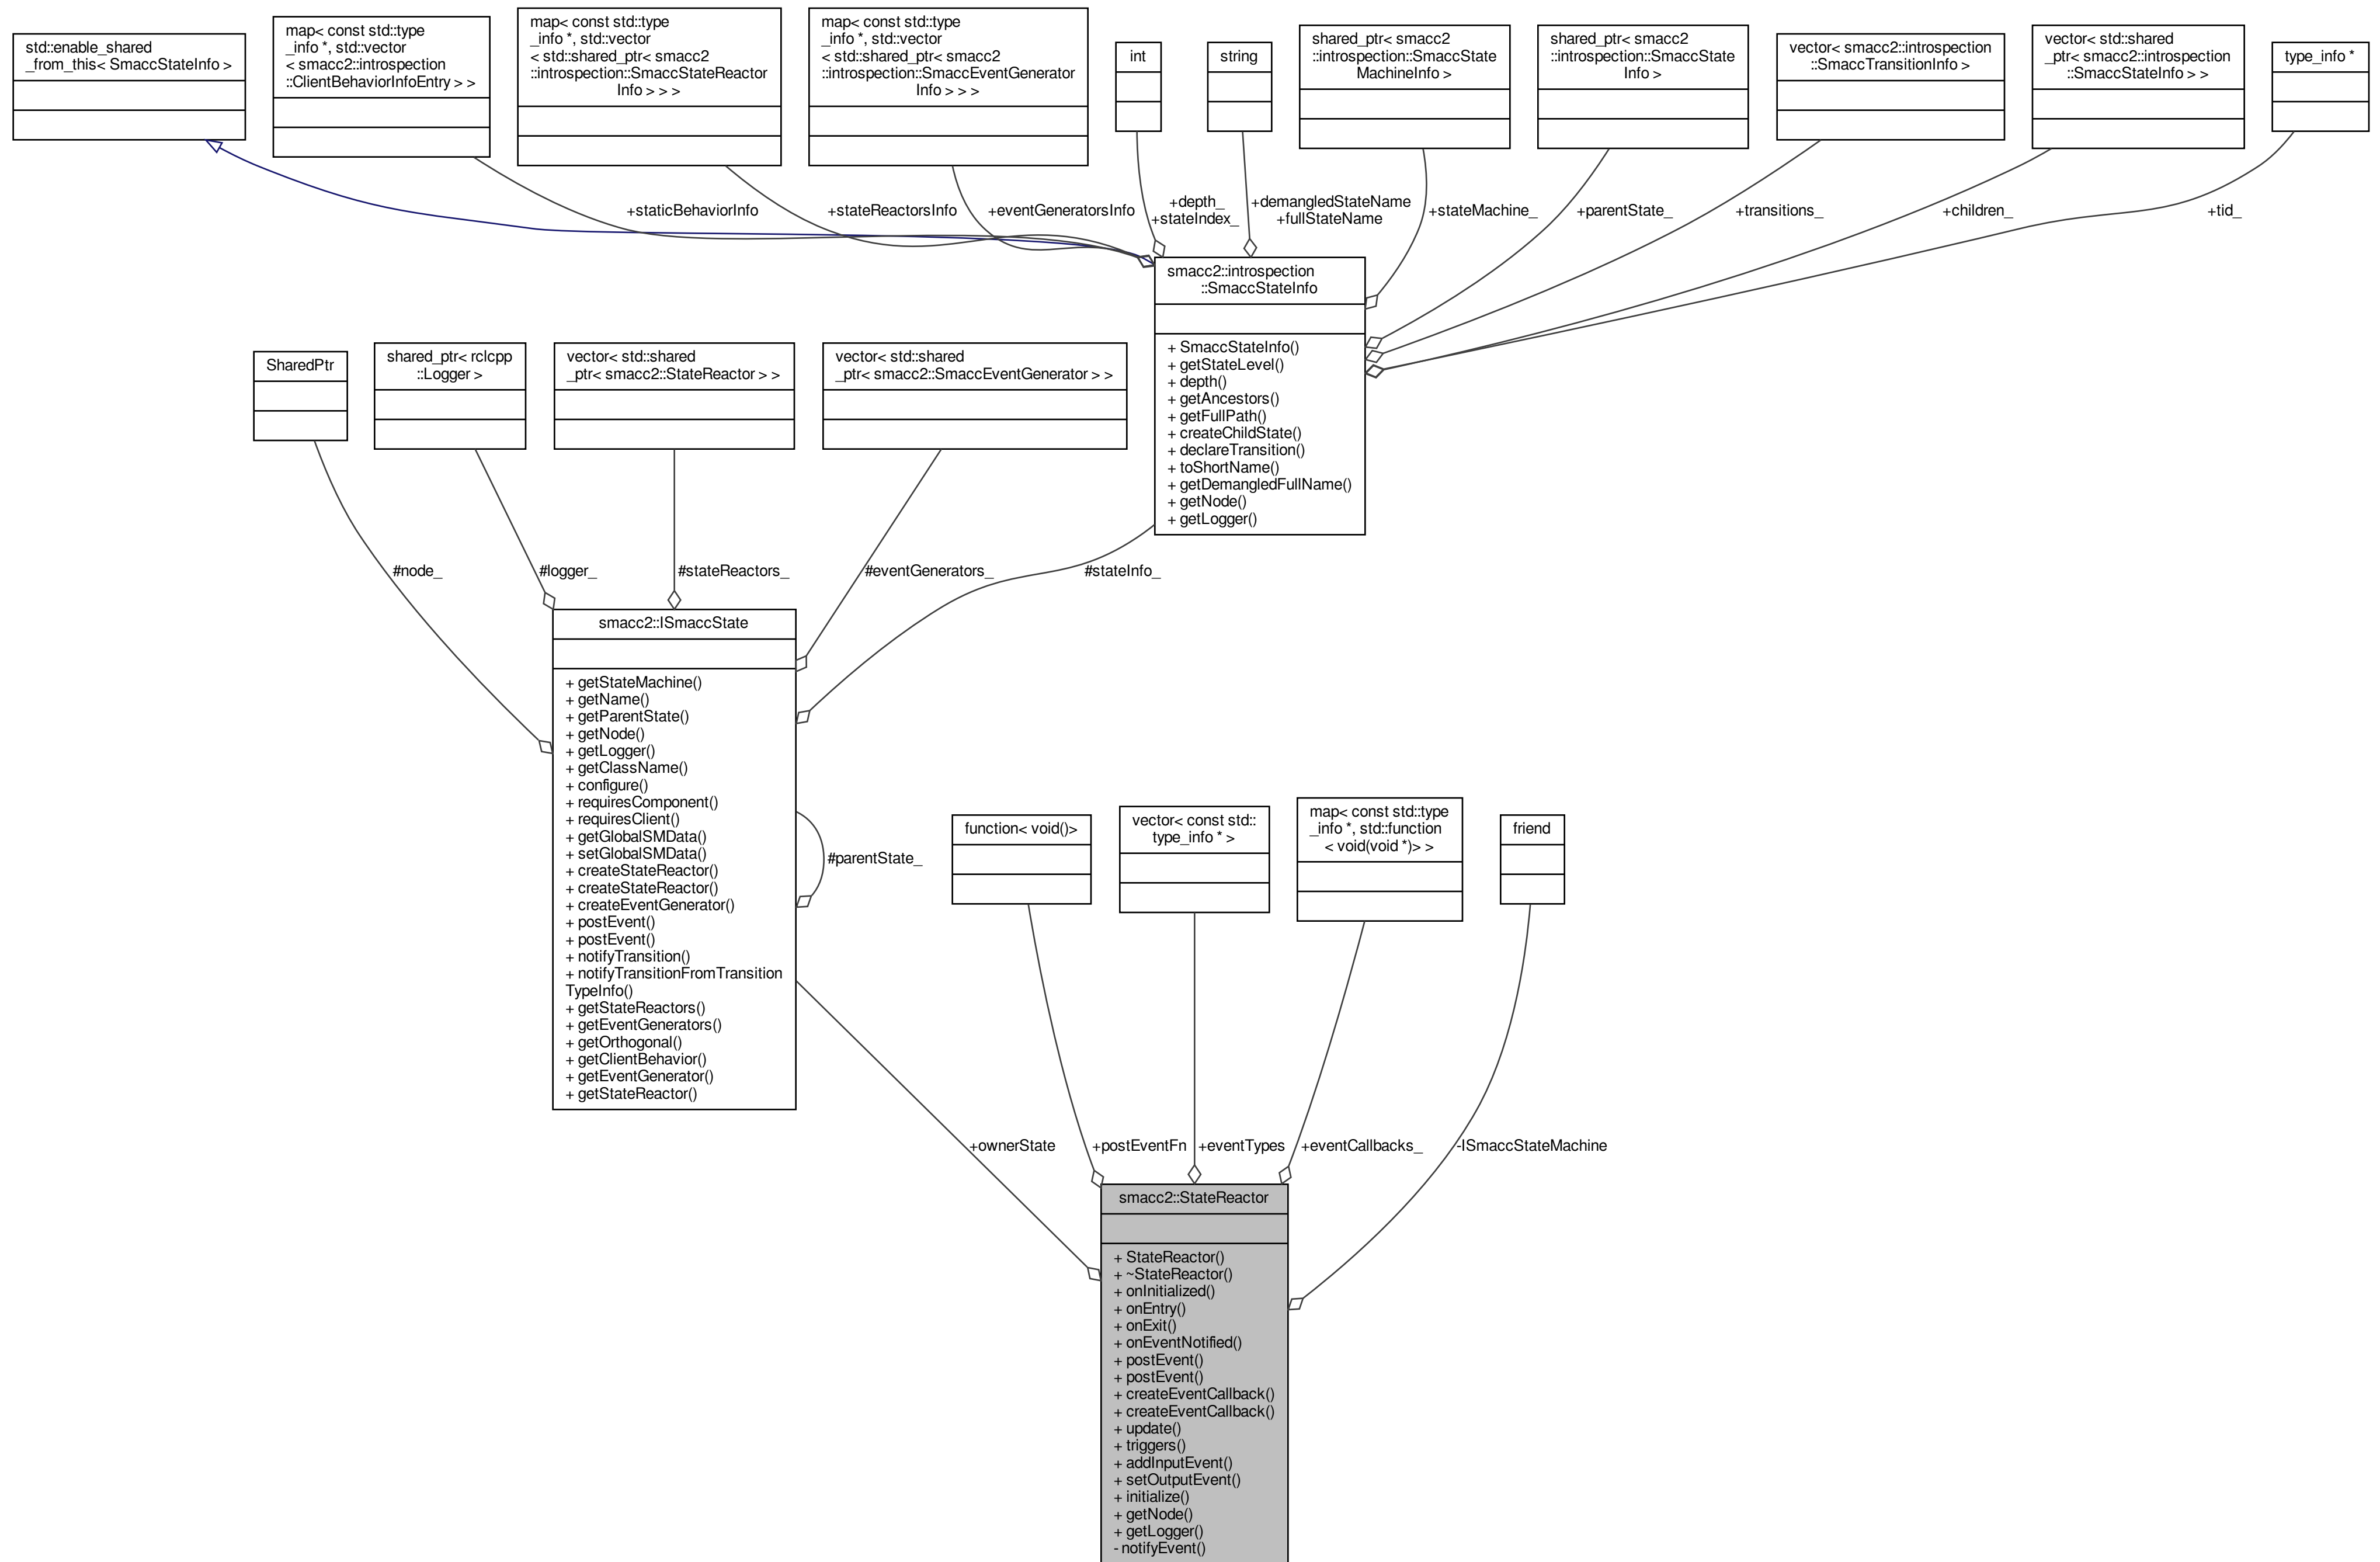 std::enable_shared
_from_this< SmaccStateInfo >
map< const std::type
_info *, std::vector
< smacc2::introspection
::ClientBehaviorInfoEntry > >
map< const std::type
_info *, std::vector
< std::shared_ptr< smacc2
::introspection::SmaccStateReactor
Info > > >
map< const std::type
_info *, std::vector
< std::shared_ptr< smacc2
::introspection::SmaccEventGenerator
Info > > >
int
string
shared_ptr< smacc2
::introspection::SmaccState
MachineInfo >
shared_ptr< smacc2
::introspection::SmaccState
Info >
vector< smacc2::introspection
::SmaccTransitionInfo >
vector< std::shared
_ptr< smacc2::introspection
::SmaccStateInfo > >
type_info *
+staticBehaviorInfo
+stateReactorsInfo
+eventGeneratorsInfo
+depth_
+stateIndex_
+demangledStateName
+fullStateName
+stateMachine_
+parentState_
+transitions_
+children_
+tid_
smacc2::introspection
::SmaccStateInfo
+ SmaccStateInfo()
+ getStateLevel()
+ depth()
+ getAncestors()
+ getFullPath()
+ createChildState()
+ declareTransition()
+ toShortName()
+ getDemangledFullName()
+ getNode()
+ getLogger()
SharedPtr
shared_ptr< rclcpp
::Logger >
vector< std::shared
_ptr< smacc2::StateReactor > >
vector< std::shared
_ptr< smacc2::SmaccEventGenerator > >
#node_
#logger_
#stateReactors_
#eventGenerators_
#stateInfo_
smacc2::ISmaccState
+ getStateMachine()
+ getName()
+ getParentState()
+ getNode()
+ getLogger()
+ getClassName()
+ configure()
+ requiresComponent()
+ requiresClient()
+ getGlobalSMData()
+ setGlobalSMData()
+ createStateReactor()
+ createStateReactor()
+ createEventGenerator()
+ postEvent()
+ postEvent()
+ notifyTransition()
+ notifyTransitionFromTransition
TypeInfo()
+ getStateReactors()
+ getEventGenerators()
+ getOrthogonal()
+ getClientBehavior()
+ getEventGenerator()
+ getStateReactor()
#parentState_
function< void()>
vector< const std::
type_info * >
map< const std::type
_info *, std::function
< void(void *)> >
friend
+ownerState
+postEventFn
+eventTypes
+eventCallbacks_
-ISmaccStateMachine
smacc2::StateReactor
+ StateReactor()
+ ~StateReactor()
+ onInitialized()
+ onEntry()
+ onExit()
+ onEventNotified()
+ postEvent()
+ postEvent()
+ createEventCallback()
+ createEventCallback()
+ update()
+ triggers()
+ addInputEvent()
+ setOutputEvent()
+ initialize()
+ getNode()
+ getLogger()
- notifyEvent()